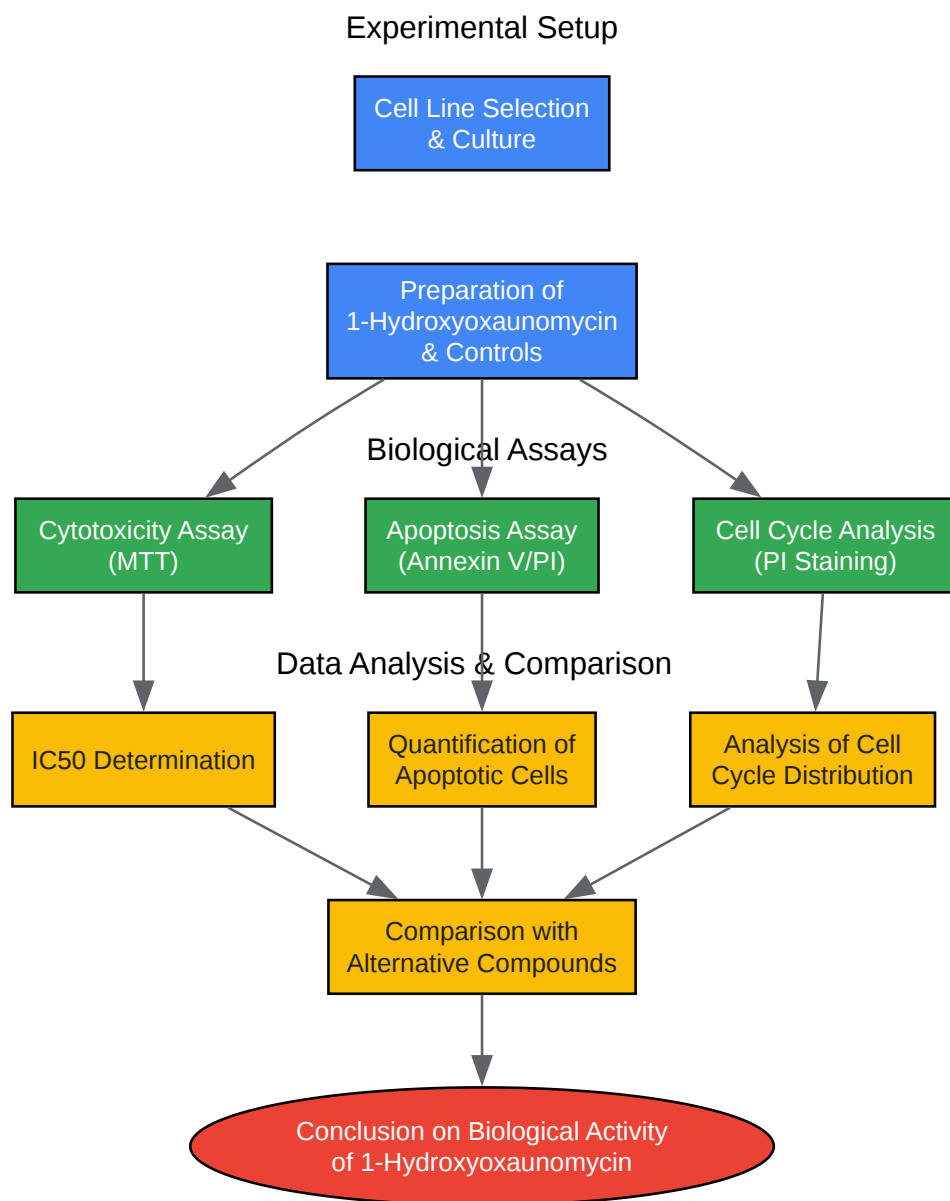 Experimental Setup
Cell Line Selection
& Culture
Preparation of
1-Hydroxyoxaunomycin
& Controls
Biological Assays
Cytotoxicity Assay
(MTT)
Apoptosis Assay
(Annexin V/PI)
Cell Cycle Analysis
(PI Staining)
Data Analysis & Comparison
IC50 Determination
Quantification of
Apoptotic Cells
Analysis of Cell
Cycle Distribution
Comparison with
Alternative Compounds
Conclusion on Biological Activity
of 1-Hydroxyoxaunomycin